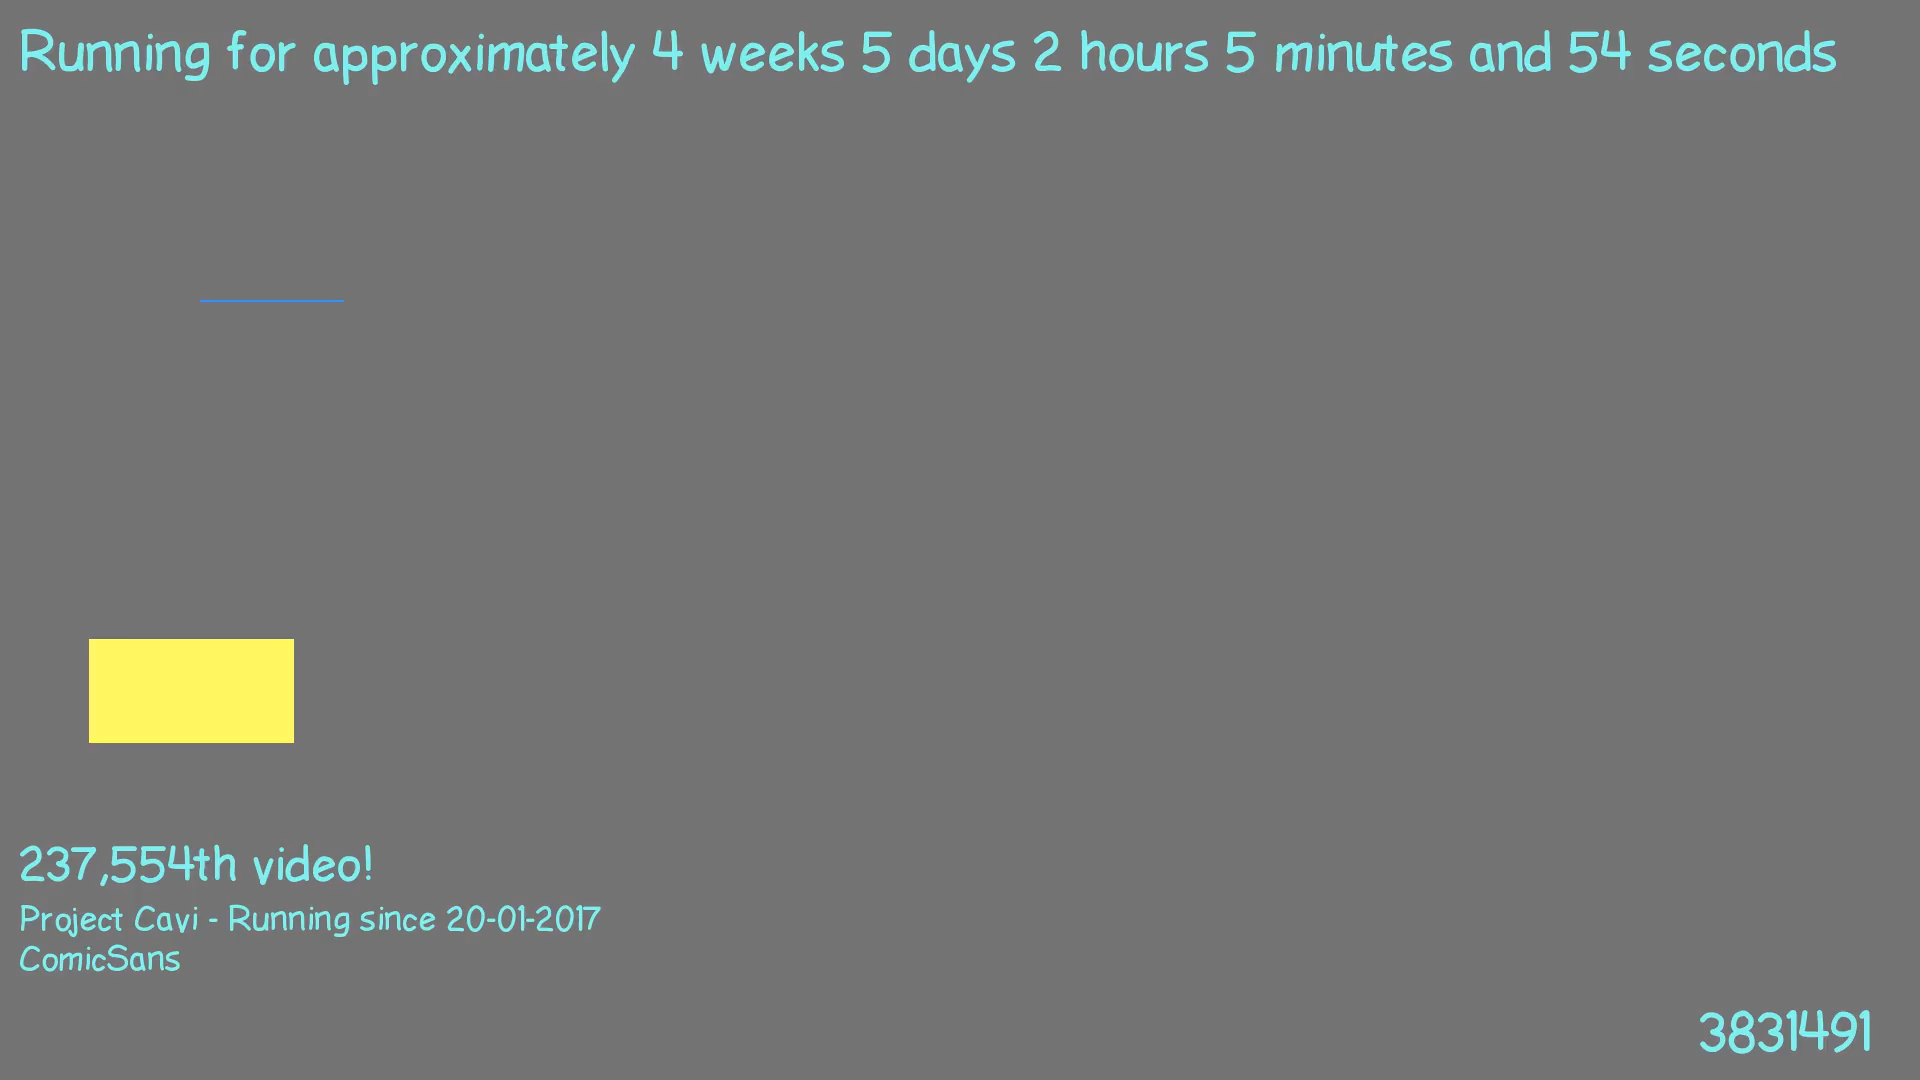 Running for approximately 4 weeks 5 days 2 hours 5 minutes and 54 seconds
237,554th video!
Project Cavi - Running since 20-01-2017
ComicSans
3831491